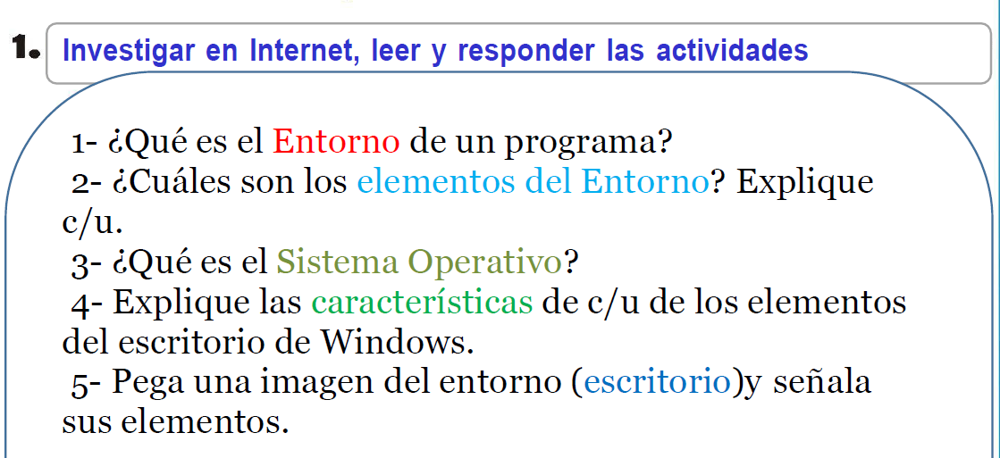 1. Investigar en Internet, leer y responder las actividades
1- ¿Qué es el Entorno de un programa?
2- ¿Cuáles son los elementos del Entorno? Explique
c/u.
3- ¿Qué es el Sistema Operativo?
4- Explique las características de c/u de los elementos
del escritorio de Windows.
5- Pega una imagen del entorno (escritorio)y señala
sus elementos.